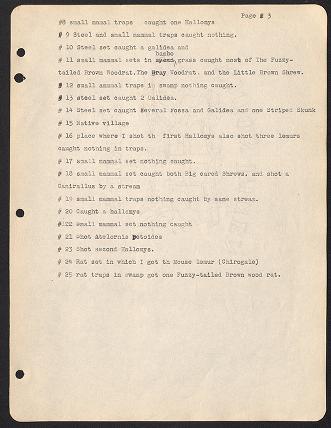 Page # 3
#8 small mamal traps caught one Hallomys
# 9 Steel and small mammal traps caught nothing.
# 10 Steel set caught a galidea and
bushe
# 11 small mammal sets in grass caught most of The Fuzzy-
tailed Brown Woodrat. The Gray Woodrat. and the Little Brown Shrew.
# 12 small mammal traps in swamp nothing caught.
# 13 steel set caught 2 Galidea.
# 14 Steel set caught Several Fossa and Galidea and one Striped Skunk
# 15 Native village
# 16 place where I shot th first Hallomys also shot three lemurs
caught nothing in traps.
# 17 small mammal set nothing caught.
# 18 small mammal set caught both Big eared Shrews. and shot a
Canirallus by a stream
# 19 small mammal traps nothing caught by same stream.
# 20 Caught a hallomys
#122 Small mammal set nothing caught
# 21 Shot Atelornis
# 23 Shot second Hallomys.
# 24 Rat set in which I got th Mouse lemur (Chirogale)
# 25 rat traps in swamp got one Fuzzy-tailed Brown wood rat.